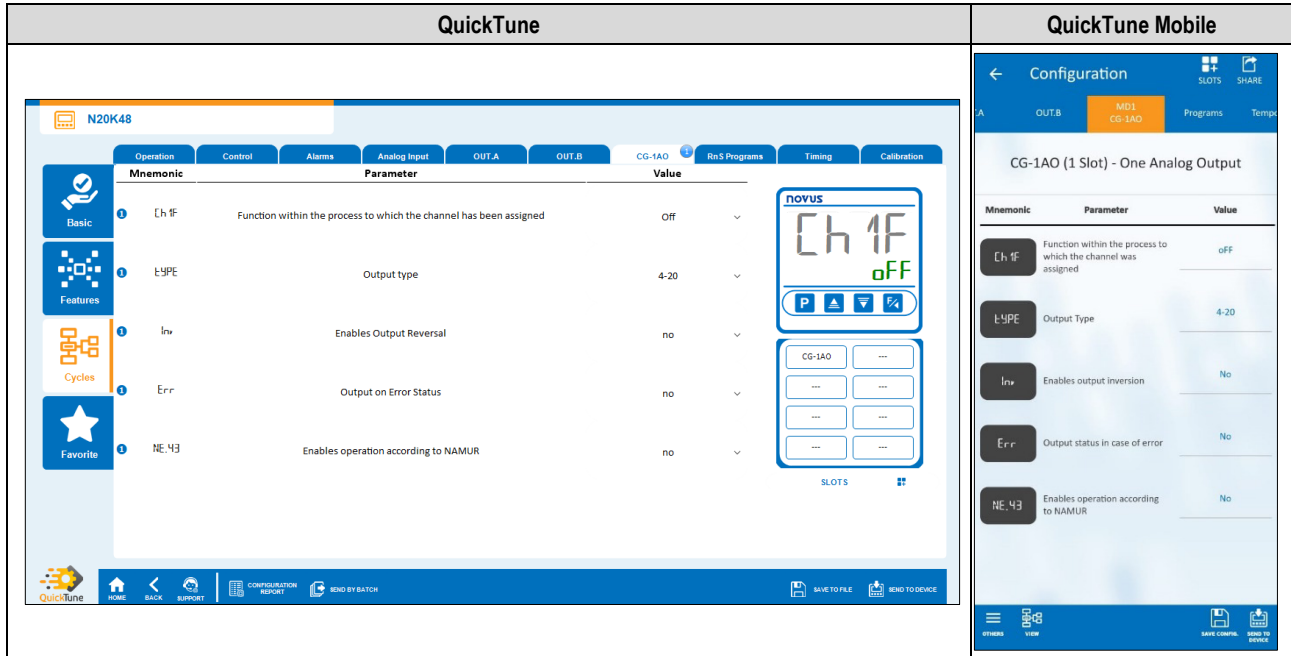 QuickTune
QuickTune Mobile
N20K48
Operation Control Alarms Analog Input OUT.A OUT.B CG-1AO RnS Programs Timing Calibration
Mnemonic Parameter Value
Basic
Features
Cycles
Favorite
Ch 1F Function within the process to which the channel has been assigned Off
tYPE Output type 4-20
Inv Enables Output Reversal no
Err Output on Error Status no
NE.43 Enables operation according to NAMUR no
novus
Ch 1F
oFF
P F/
CG-1AO ---
--- ---
--- ---
--- ---
SLOTS
QuickTune
HOME BACK SUPPORT CONFIGURATION REPORT SEND BY BATCH SAVE TO FILE SEND TO DEVICE
Configuration
SLOTS SHARE
.A OUT.B MD1 CG-1AO Programs Tempo
CG-1AO (1 Slot) - One Analog Output
Mnemonic Parameter Value
Ch 1F Function within the process to which the channel was assigned oFF
tYPE Output Type 4-20
Inv Enables output inversion No
Err Output status in case of error No
NE.43 Enables operation according to NAMUR No
OTHERS VIEW SAVE CONFIG. SEND TO DEVICE